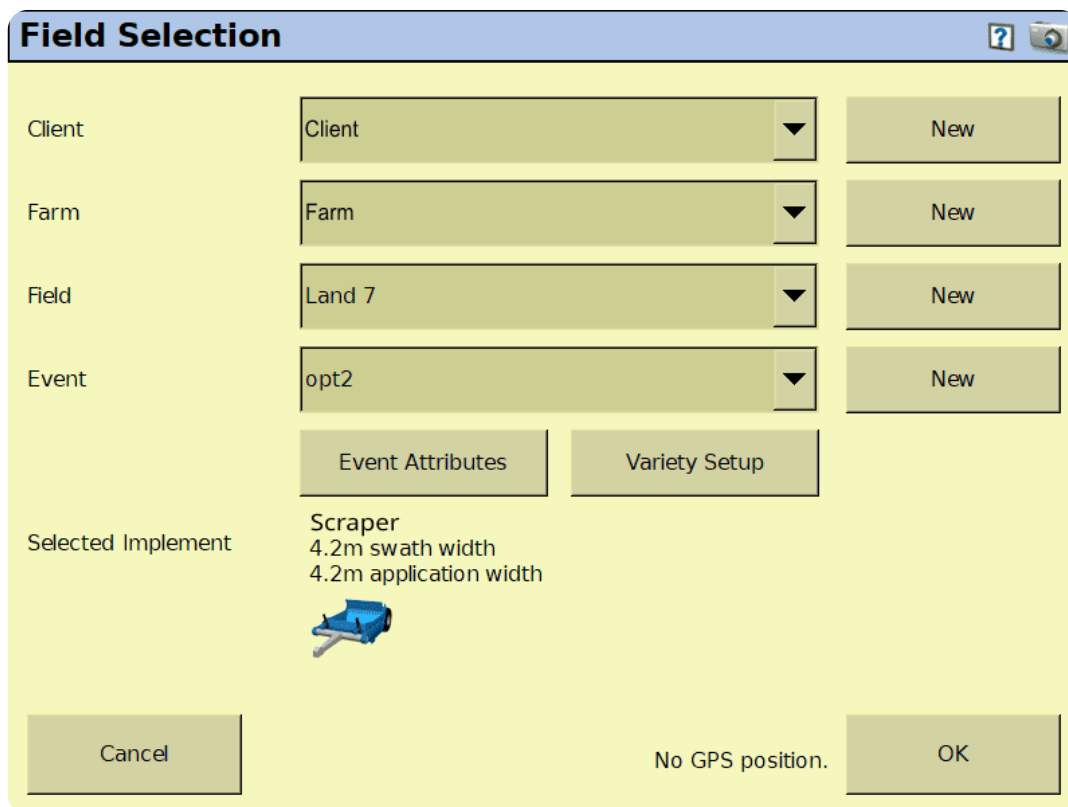 Field Selection
Client
Client
New
Farm
Farm
New
Field
Land 7
New
Event
opt2
New
Event Attributes
Variety Setup
Selected Implement
Scraper
4.2m swath width
4.2m application width
Cancel
No GPS position.
OK